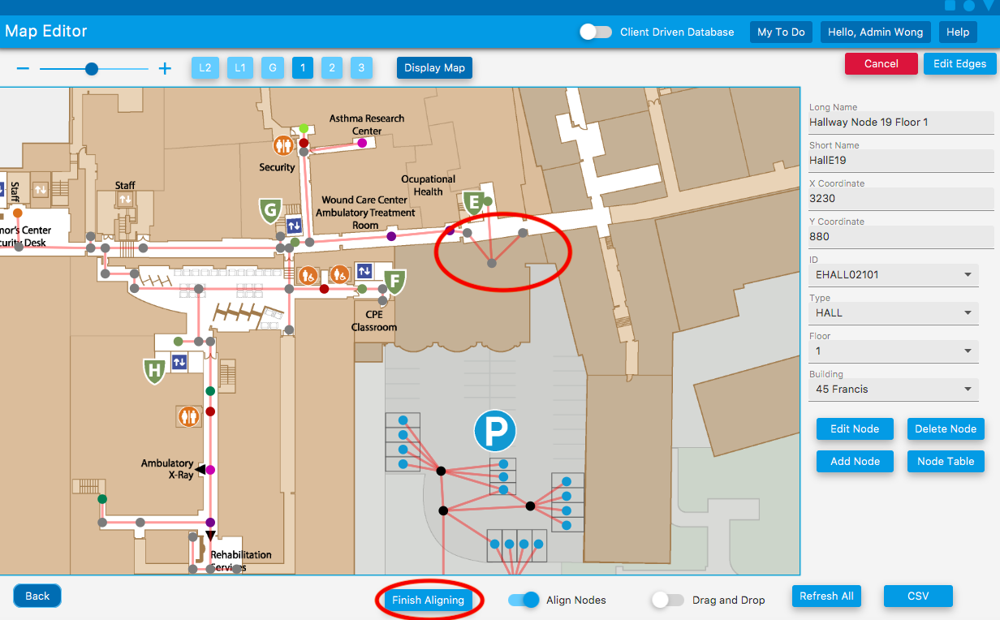 Map Editor
Client Driven Database
My To Do
Hello, Admin Wong
Help
L2
L1
G
1
2
3
Display Map
Cancel
Edit Edges
Asthma Research
Center
Security
Staff
Staff
Ocupational
Health
Wound Care Center
Ambulatory Treatment
Room
G
E
F
H
P
nor's Center
curity Desk
CPE
Classroom
Ambulatory
X-Ray
Rehabilitation
Services
Long Name
Hallway Node 19 Floor 1
Short Name
HallE19
X Coordinate
3230
Y Coordinate
880
ID
EHALL02101
Type
HALL
Floor
1
Building
45 Francis
Edit Node
Delete Node
Add Node
Node Table
Back
Finish Aligning
Align Nodes
Drag and Drop
Refresh All
CSV